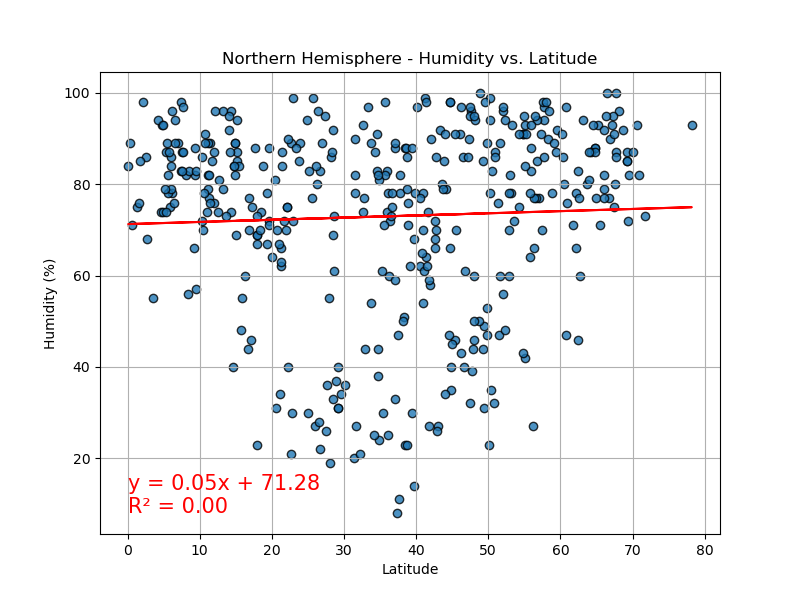 Northern Hemisphere - Humidity vs. Latitude
Humidity (%)
100
80
60
40
20
y = 0.05x + 71.28
R² = 0.00
0 10 20 30 40 50 60 70 80
Latitude